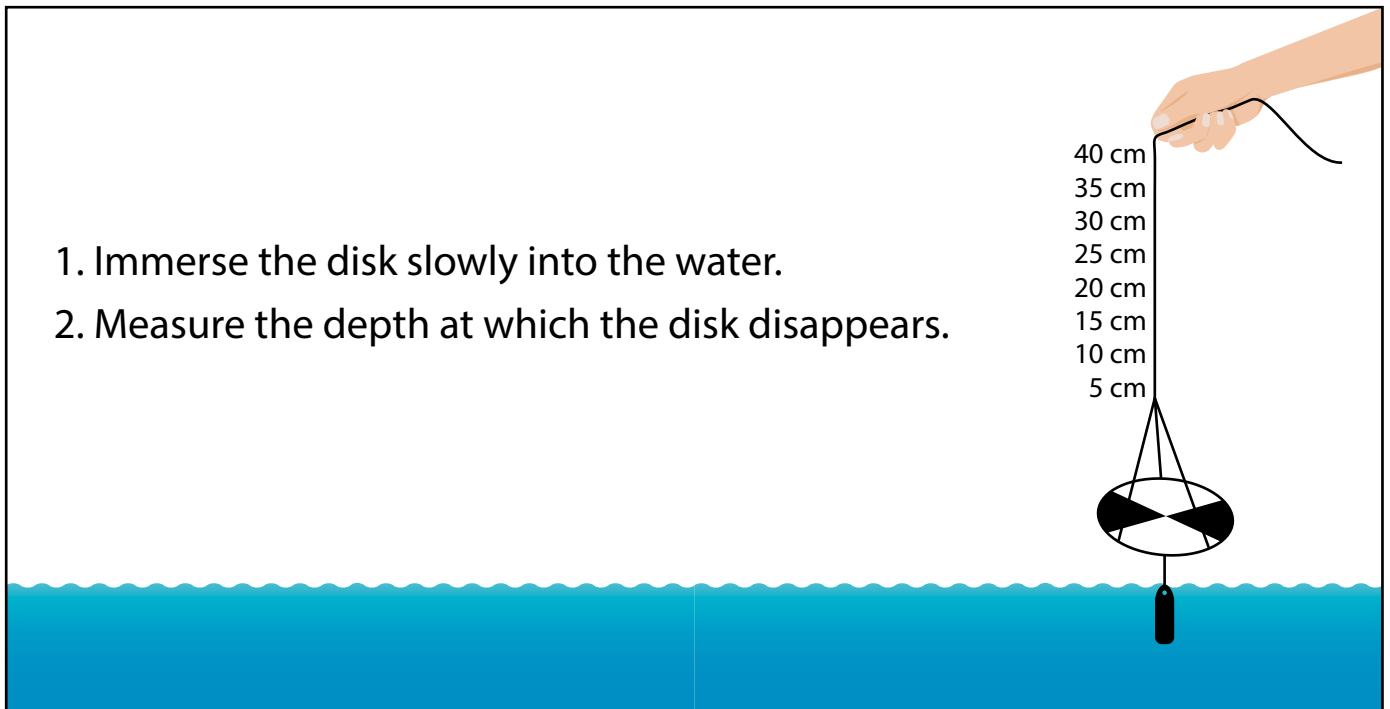 1. Immerse the disk slowly into the water.
2. Measure the depth at which the disk disappears.
40 cm
35 cm
30 cm
25 cm
20 cm
15 cm
10 cm
5 cm